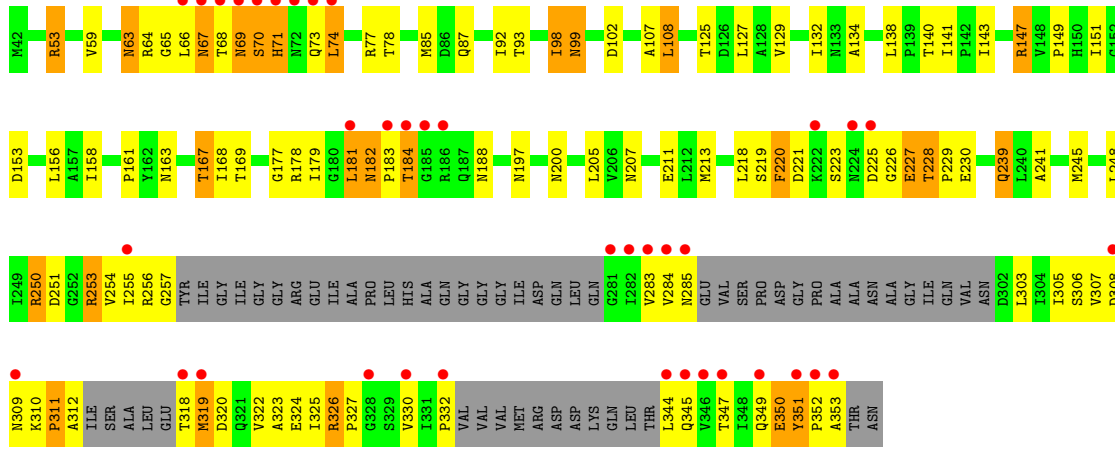 M42 R53 V59 N63 R64 G65 L66 N67 T68 N69 S70 H71 N72 Q73 L74 R77 T78 M85 D86 Q87 I92 T93 I98 N99 D102 A107 L108 T125 D126 L127 A128 V129 I132 N133 A134 L138 P139 T140 I141 P142 I143 R147 V148 P149 H150 I151 G152
D153 L156 A157 I158 P161 Y162 N163 T167 I168 T169 G177 R178 I179 G180 L181 N182 P183 T184 G185 R186 Q187 N188 N197 N200 L205 V206 N207 E211 L212 M213 L218 S219 F220 D221 K222 S223 N224 D225 G226 E227 T228 P229 E230 Q239 L240 A241 M245 L248
I249 R250 D251 G252 R253 V254 I255 R256 G257 TYR ILE GLY ILE GLY GLY ARG GLU ILE ALA PRO LEU HIS ALA GLN GLY GLY GLY ILE ASP GLN LEU GLN G281 I282 V283 V284 N285 GLU VAL SER PRO ASP GLY PRO ALA ALA ASN ALA GLY ILE GLN VAL ASN D302 L303 I304 I305 S306 V307 D308
N309 K310 P311 A312 ILE SER ALA LEU GLU T318 M319 D320 Q321 V322 A323 E324 I325 R326 P327 G328 S329 V330 I331 P332 VAL VAL VAL MET ARG ASP ASP LYS GLN LEU THR L344 Q345 V346 T347 I348 Q349 E350 Y351 P352 A353 THR ASN